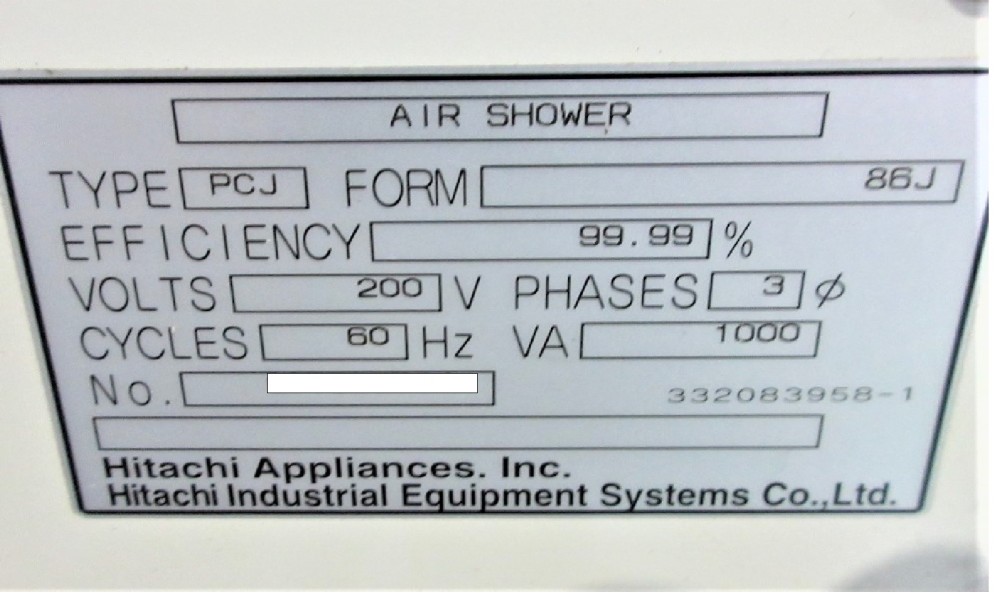 AIR SHOWER
TYPE PCJ FORM 86J
EFFICIENCY 99.99 %
VOLTS 200 V PHASES 3 φ
CYCLES 60 Hz VA 1000
No. 332083958-1
Hitachi Appliances. Inc.
Hitachi Industrial Equipment Systems Co.,Ltd.